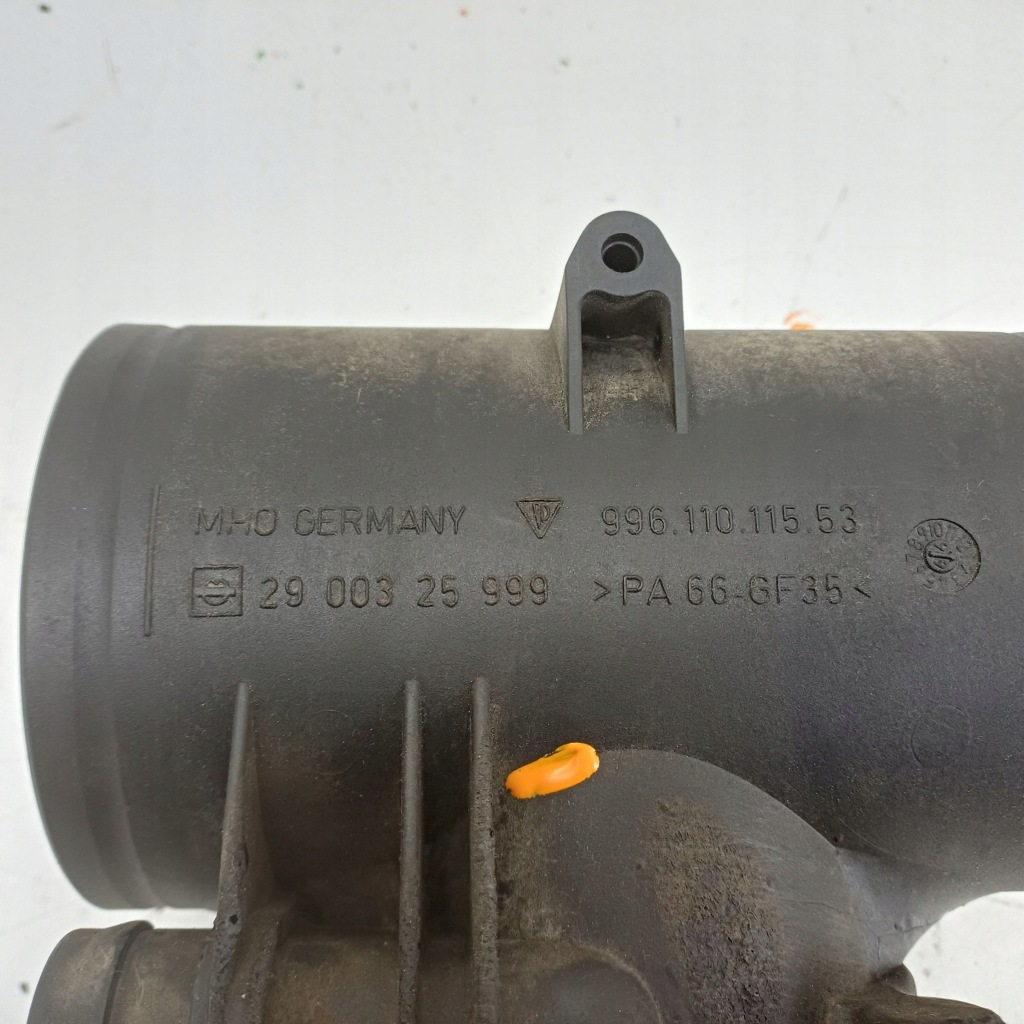 MHO GERMANY 996.110.115.53
29 003 25 999 >PA 66-GF35<